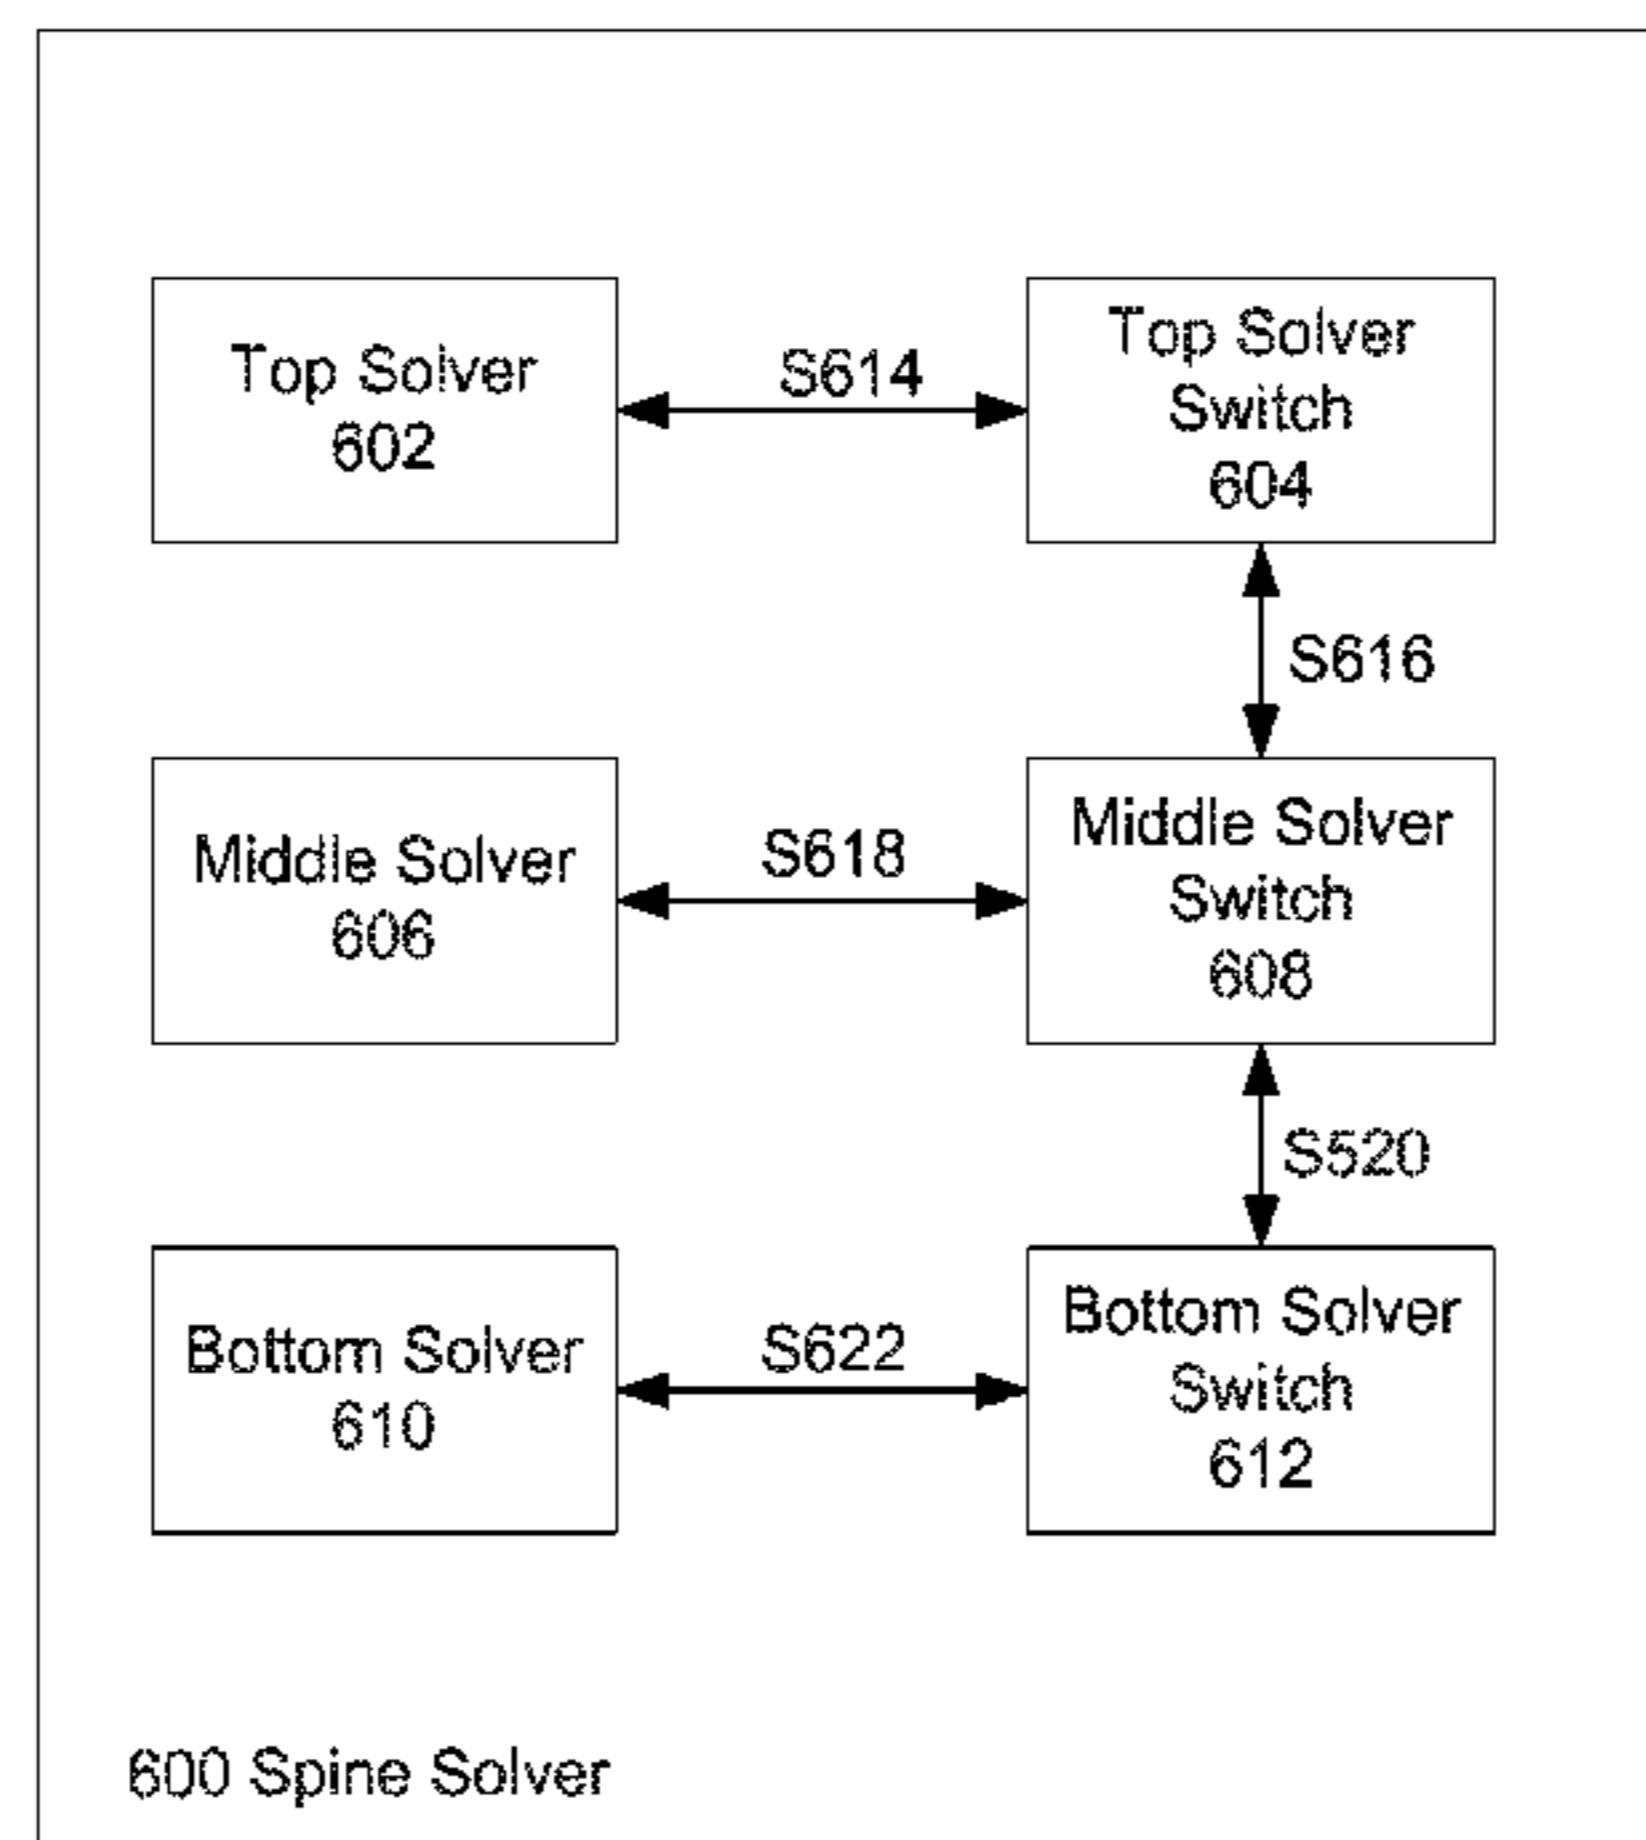 Top Solver
602
S614
Top Solver
Switch
604
S616
Middle Solver
606
S618
Middle Solver
Switch
608
S520
Bottom Solver
610
S622
Bottom Solver
Switch
612
600 Spine Solver